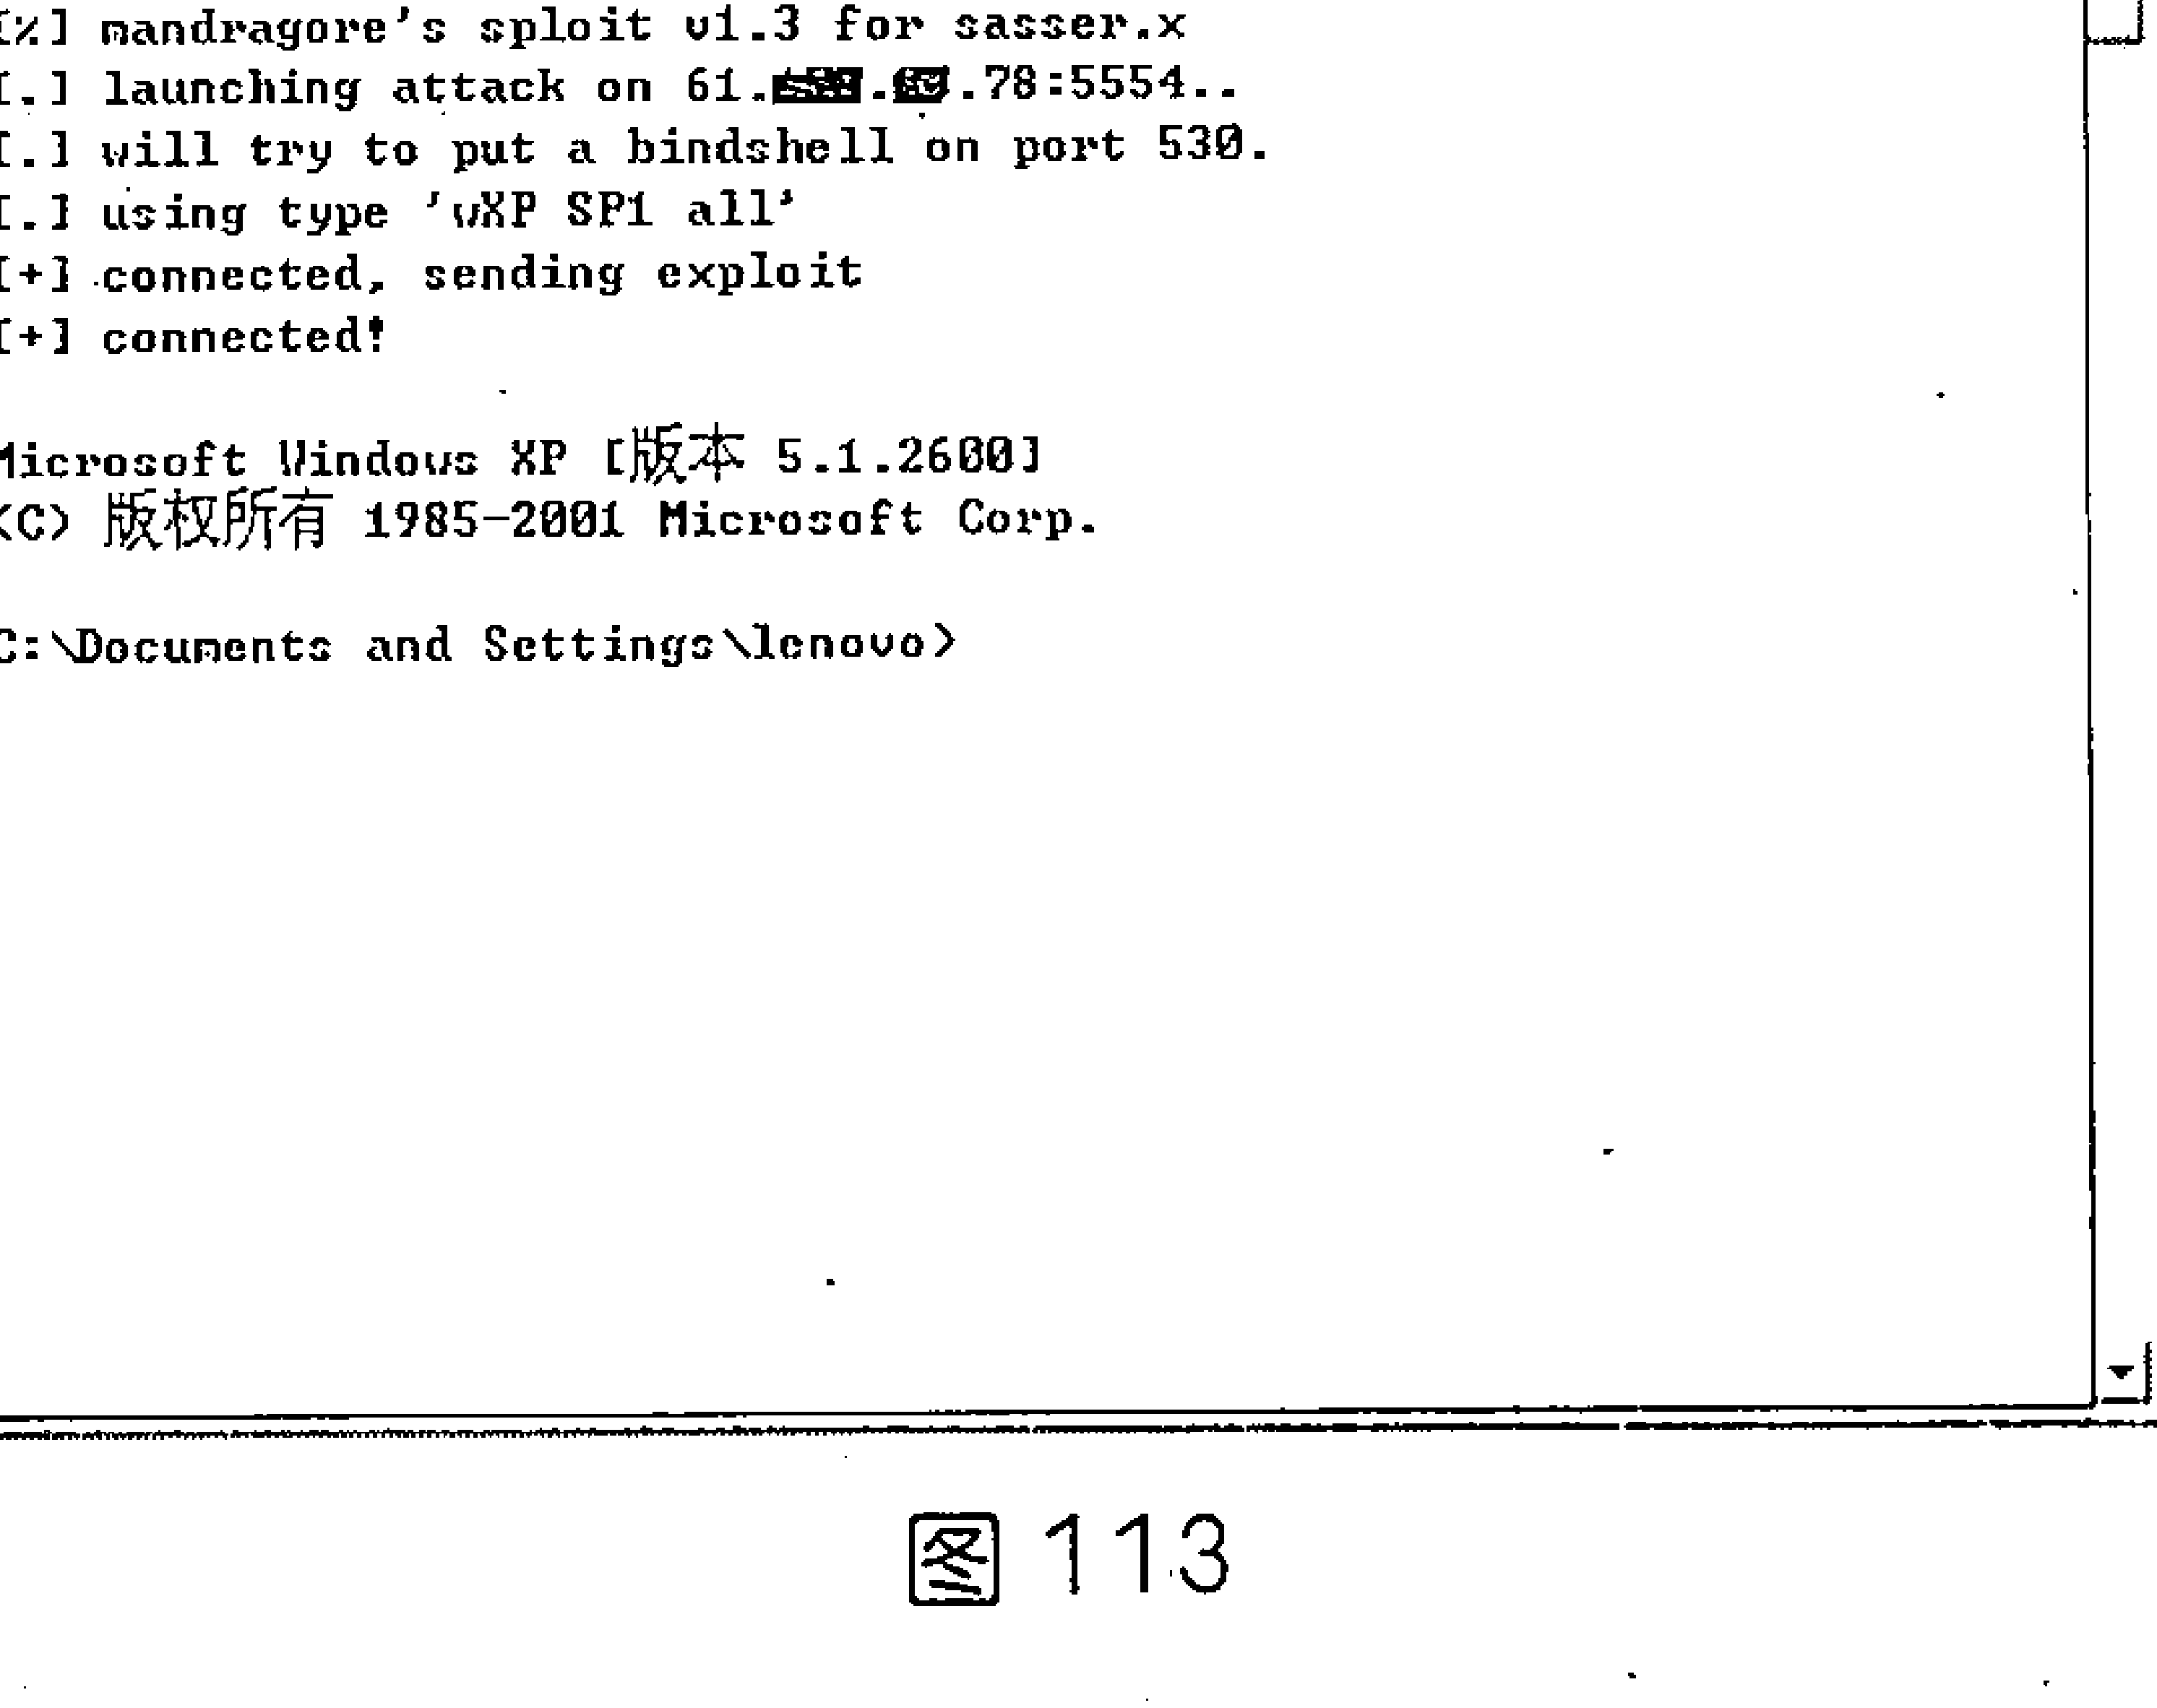 [%] mandragore's sploit v1.3 for sasser.x
[.] launching attack on 61. . .78:5554..
[.] will try to put a bindshell on port 530.
[.] using type 'wXP SP1 all'
[+] connected, sending exploit
[+] connected!
Microsoft Windows XP [版本 5.1.2600]
(C) 版权所有 1985-2001 Microsoft Corp.
C:\Documents and Settings\lenovo>
图 113